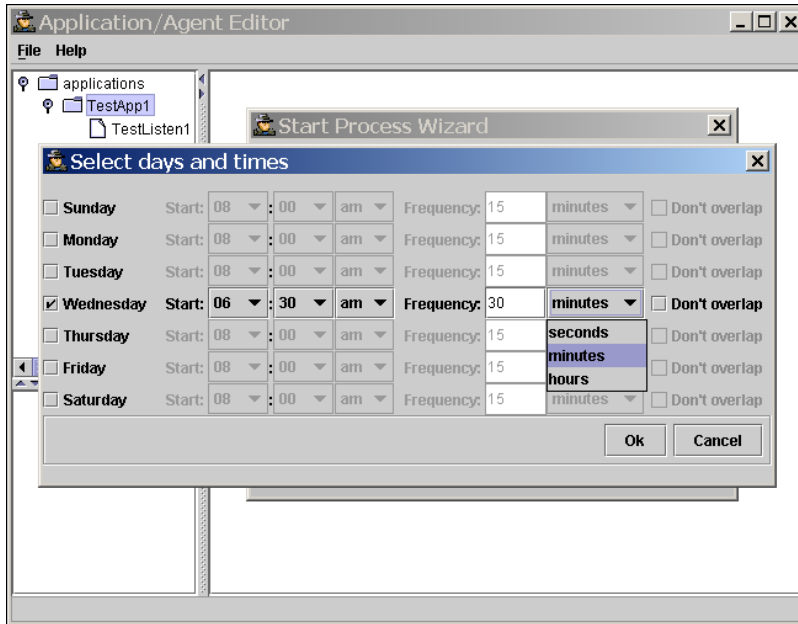 Application/Agent Editor
File Help
applications
TestApp1
TestListen1
Start Process Wizard
Select days and times
Sunday Start: 08 : 00 am Frequency: 15 minutes Don't overlap
Monday Start: 08 : 00 am Frequency: 15 minutes Don't overlap
Tuesday Start: 08 : 00 am Frequency: 15 minutes Don't overlap
Wednesday Start: 06 : 30 am Frequency: 30 minutes Don't overlap
Thursday Start: 08 : 00 am Frequency: 15 seconds Don't overlap
minutes
Friday Start: 08 : 00 am Frequency: 15 hours Don't overlap
Saturday Start: 08 : 00 am Frequency: 15 minutes Don't overlap
Ok Cancel